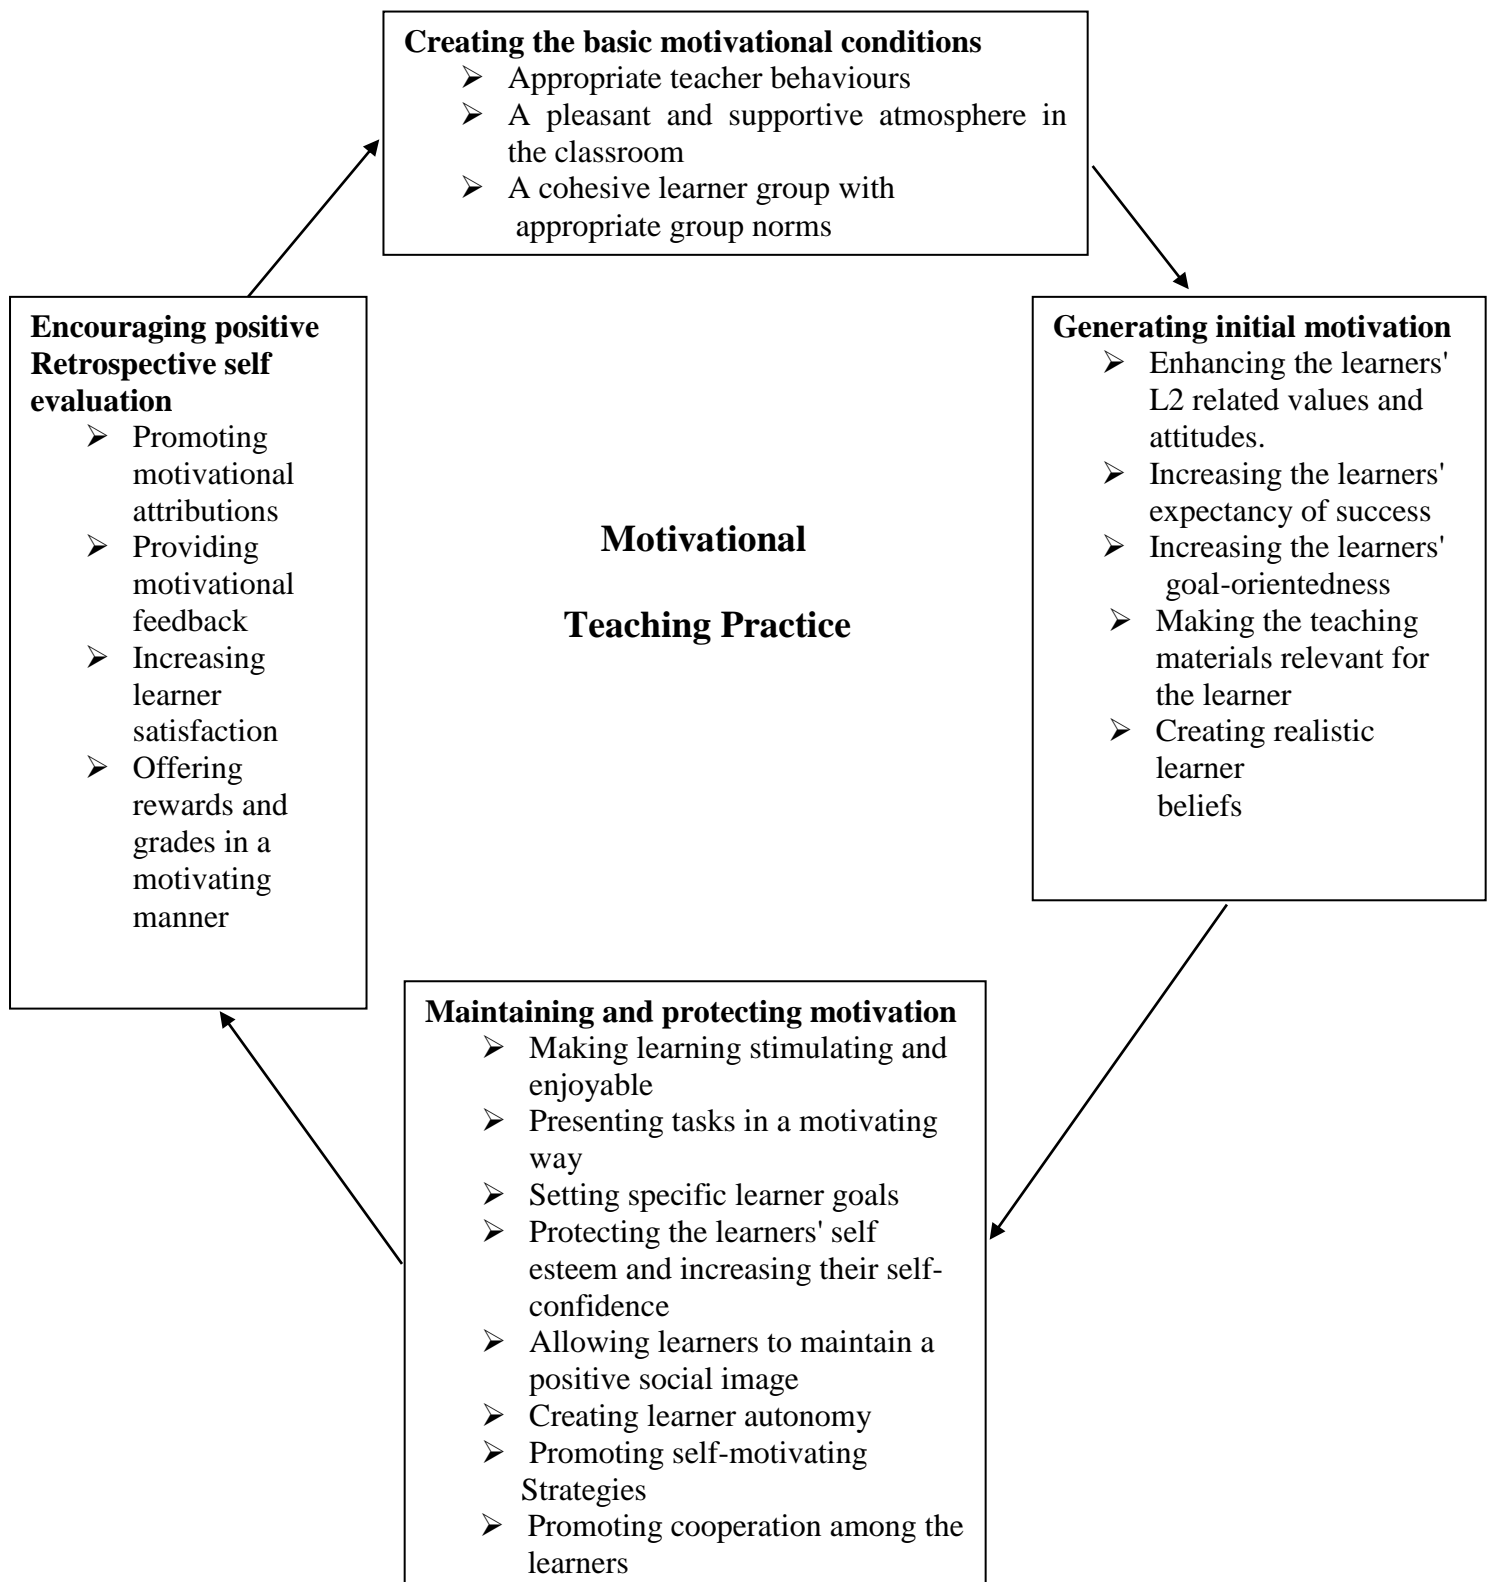 Creating the basic motivational conditions
➢ Appropriate teacher behaviours
➢ A pleasant and supportive atmosphere in
the classroom
➢ A cohesive learner group with
appropriate group norms
Encouraging positive
Retrospective self
evaluation
➢ Promoting
motivational
attributions
➢ Providing
motivational
feedback
➢ Increasing
learner
satisfaction
➢ Offering
rewards and
grades in a
motivating
manner
Motivational
Teaching Practice
Generating initial motivation
➢ Enhancing the learners'
L2 related values and
attitudes.
➢ Increasing the learners'
expectancy of success
➢ Increasing the learners'
goal-orientedness
➢ Making the teaching
materials relevant for
the learner
➢ Creating realistic
learner
beliefs
Maintaining and protecting motivation
➢ Making learning stimulating and
enjoyable
➢ Presenting tasks in a motivating
way
➢ Setting specific learner goals
➢ Protecting the learners' self
esteem and increasing their self-
confidence
➢ Allowing learners to maintain a
positive social image
➢ Creating learner autonomy
➢ Promoting self-motivating
Strategies
➢ Promoting cooperation among the
learners